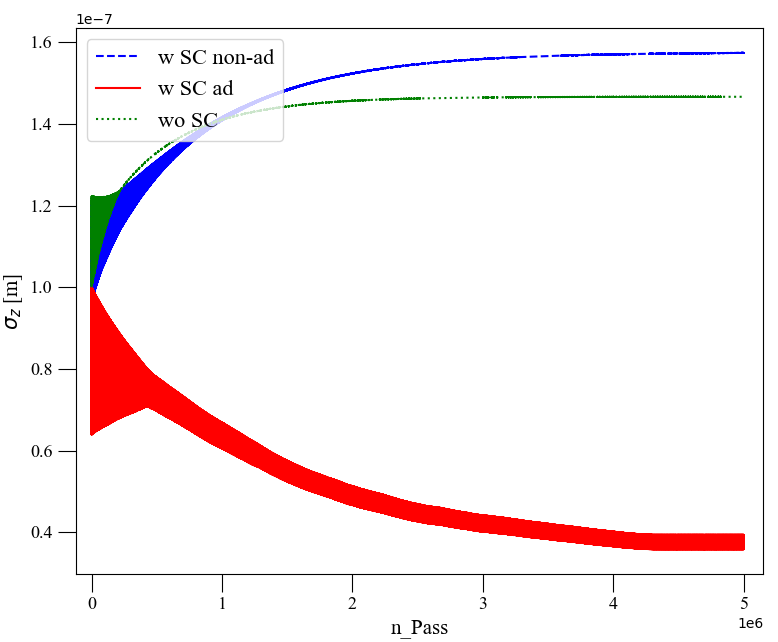 1e−7
1.6
1.4
1.2
1.0
0.8
0.6
0.4
σz [m]
w SC non-ad
w SC ad
wo SC
0 1 2 3 4 5
1e6
n_Pass